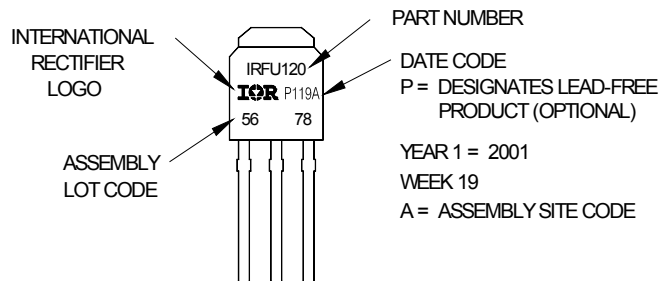 INTERNATIONAL
RECTIFIER
LOGO
ASSEMBLY
LOT CODE
IRFU120
IOR P119A
56 78
PART NUMBER
DATE CODE
P = DESIGNATES LEAD-FREE
PRODUCT (OPTIONAL)
YEAR 1 = 2001
WEEK 19
A = ASSEMBLY SITE CODE